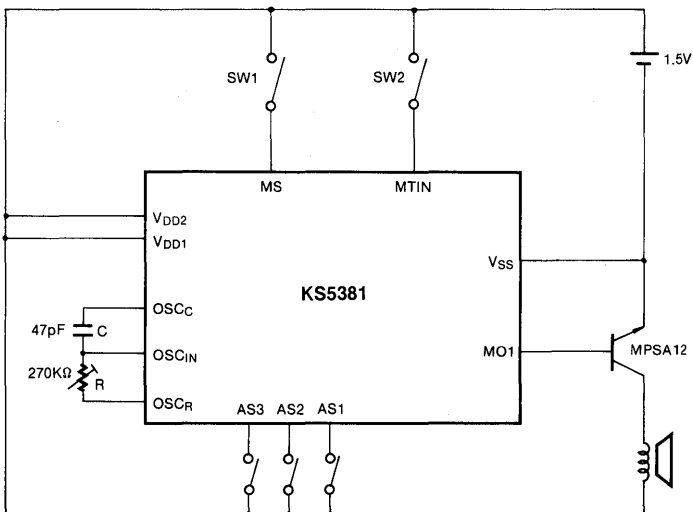 SW1
SW2
1.5V
MS
MTIN
VDD2
VDD1
VSS
KS5381
OSCC
47pF
C
OSCIN
MO1
MPSA12
270KΩ
R
OSCR
AS3
AS2
AS1